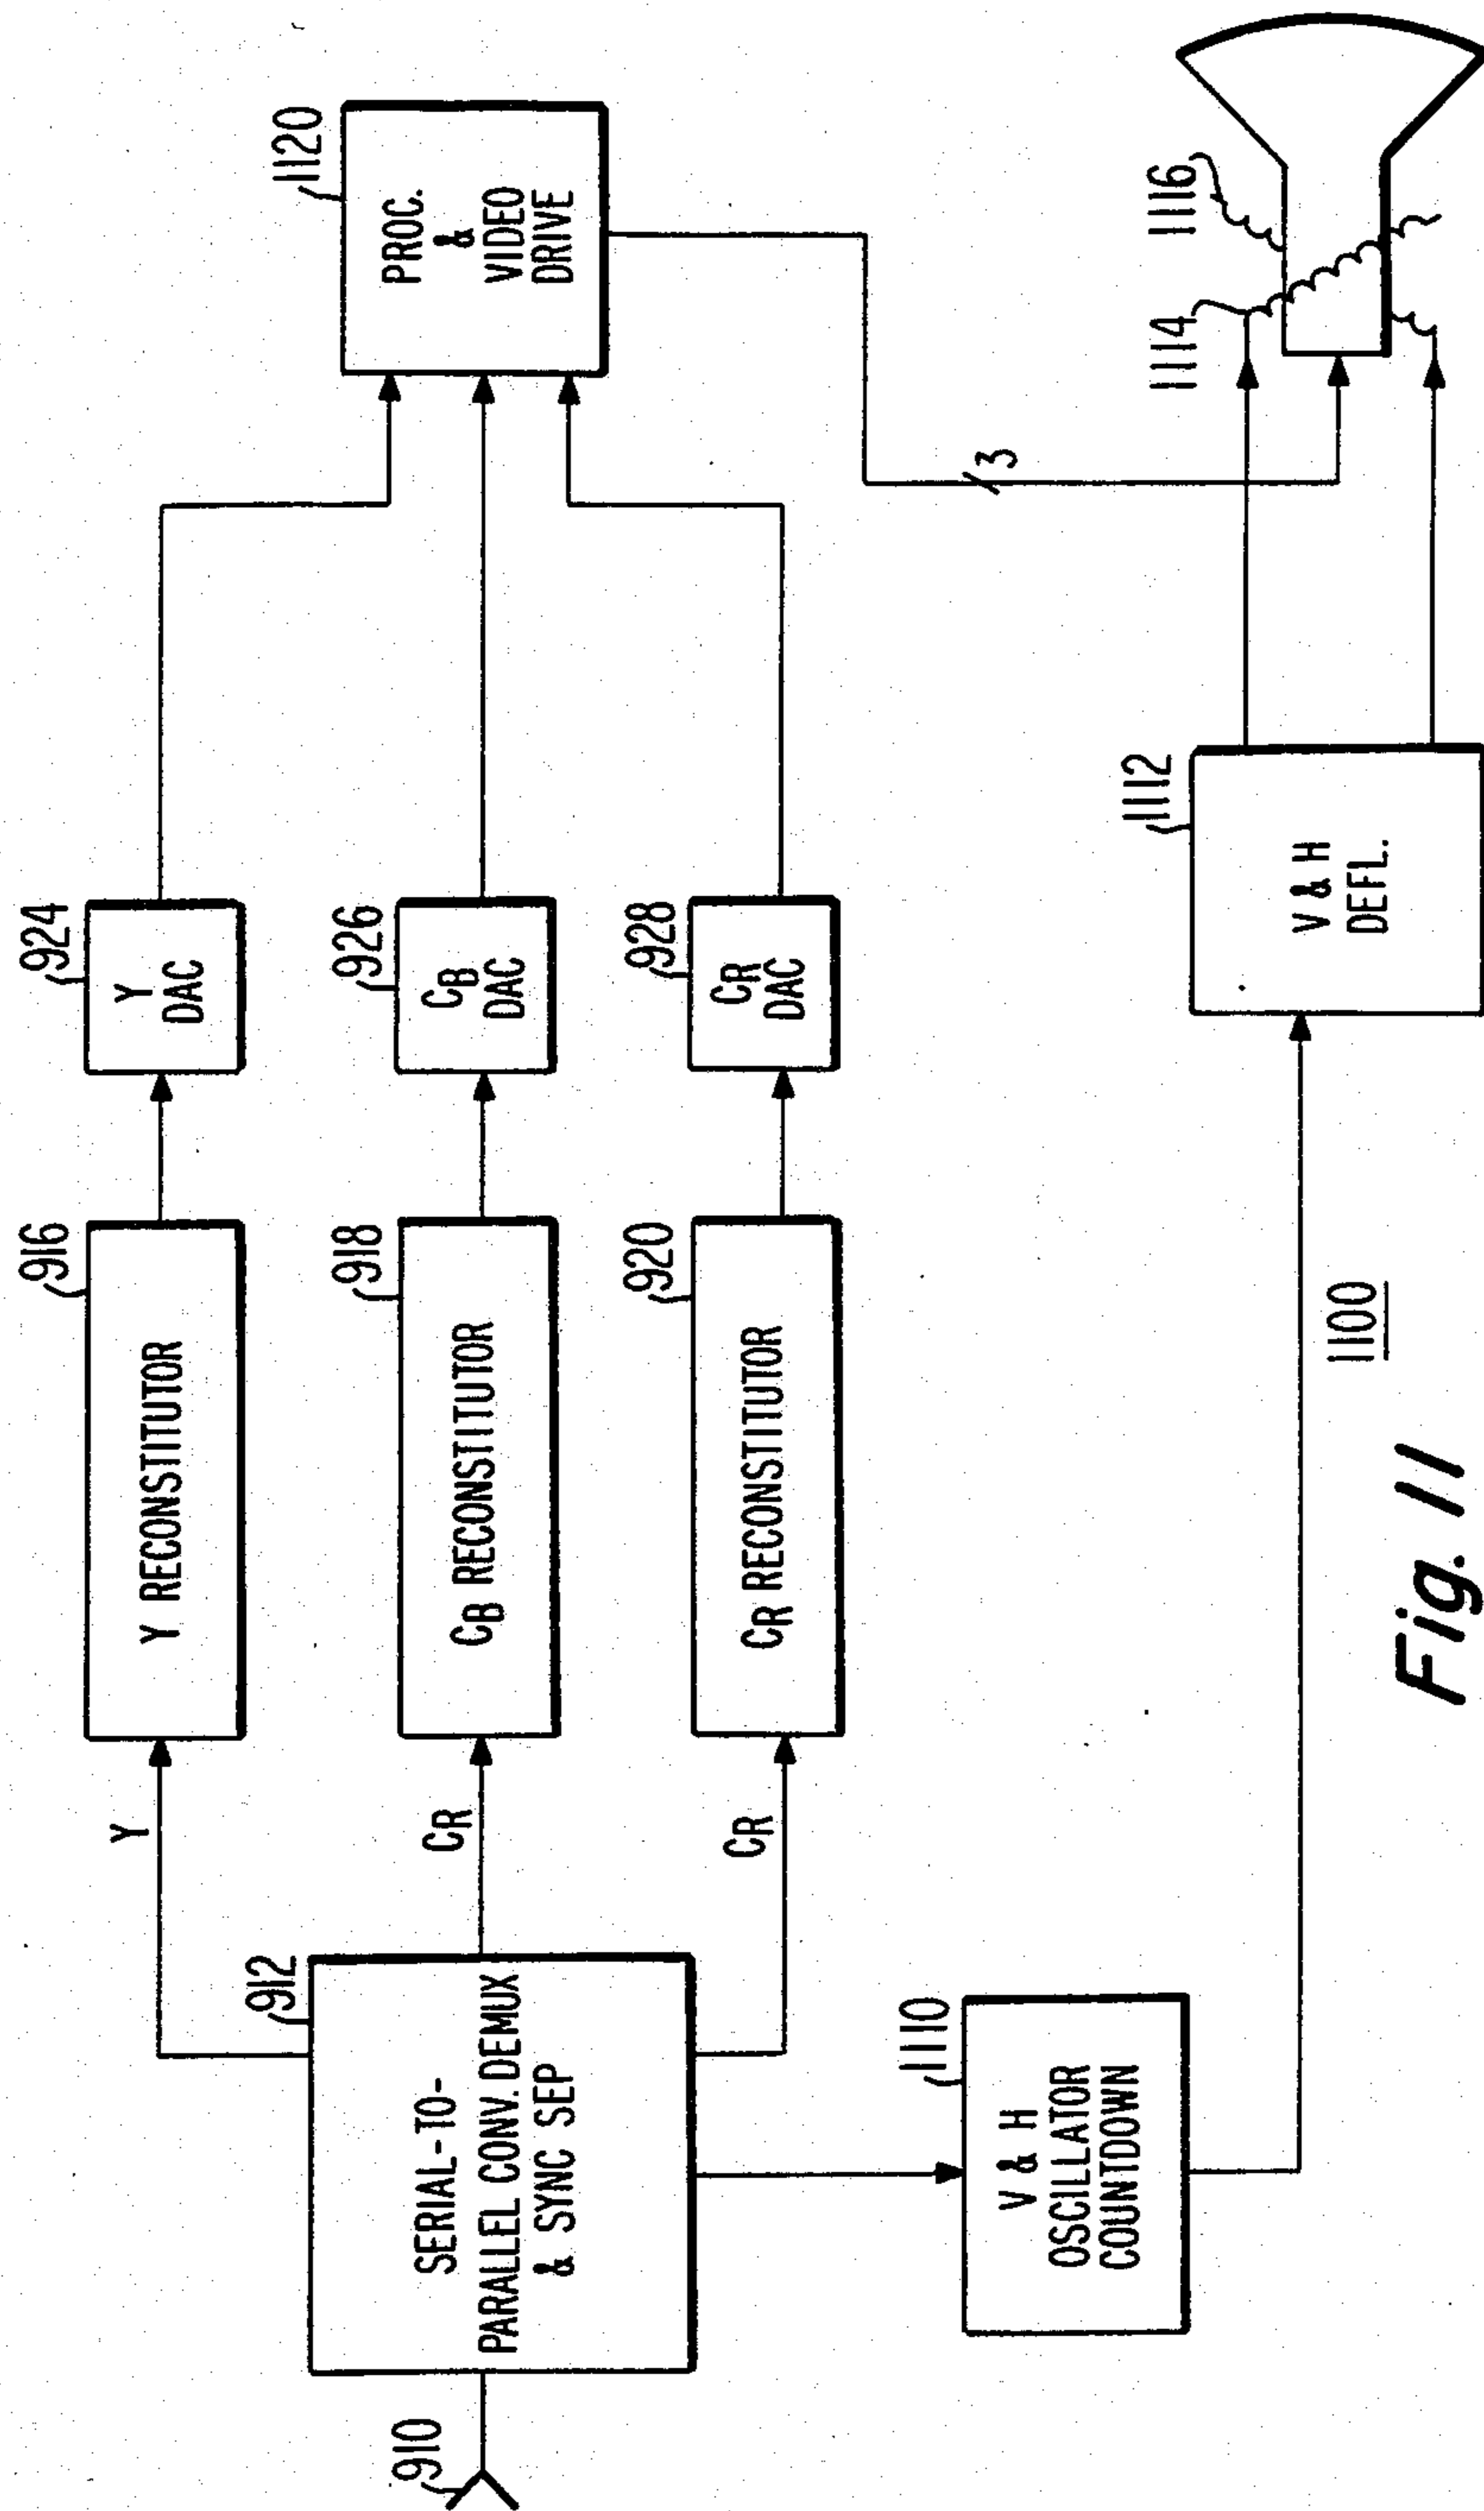 910
912
SERIAL-TO-
PARALLEL CONV. DEMUX
& SYNC SEP
Y
CR
CR
916
Y RECONSTITUTOR
918
CB RECONSTITUTOR
920
CR RECONSTITUTOR
924
Y
DAC
926
CB
DAC
928
CR
DAC
1120
PROC.
&
VIDEO
DRIVE
3
1110
V & H
OSCILLATOR
COUNTDOWN
1112
V & H
DEFL.
1114
1116
1100
Fig. 11